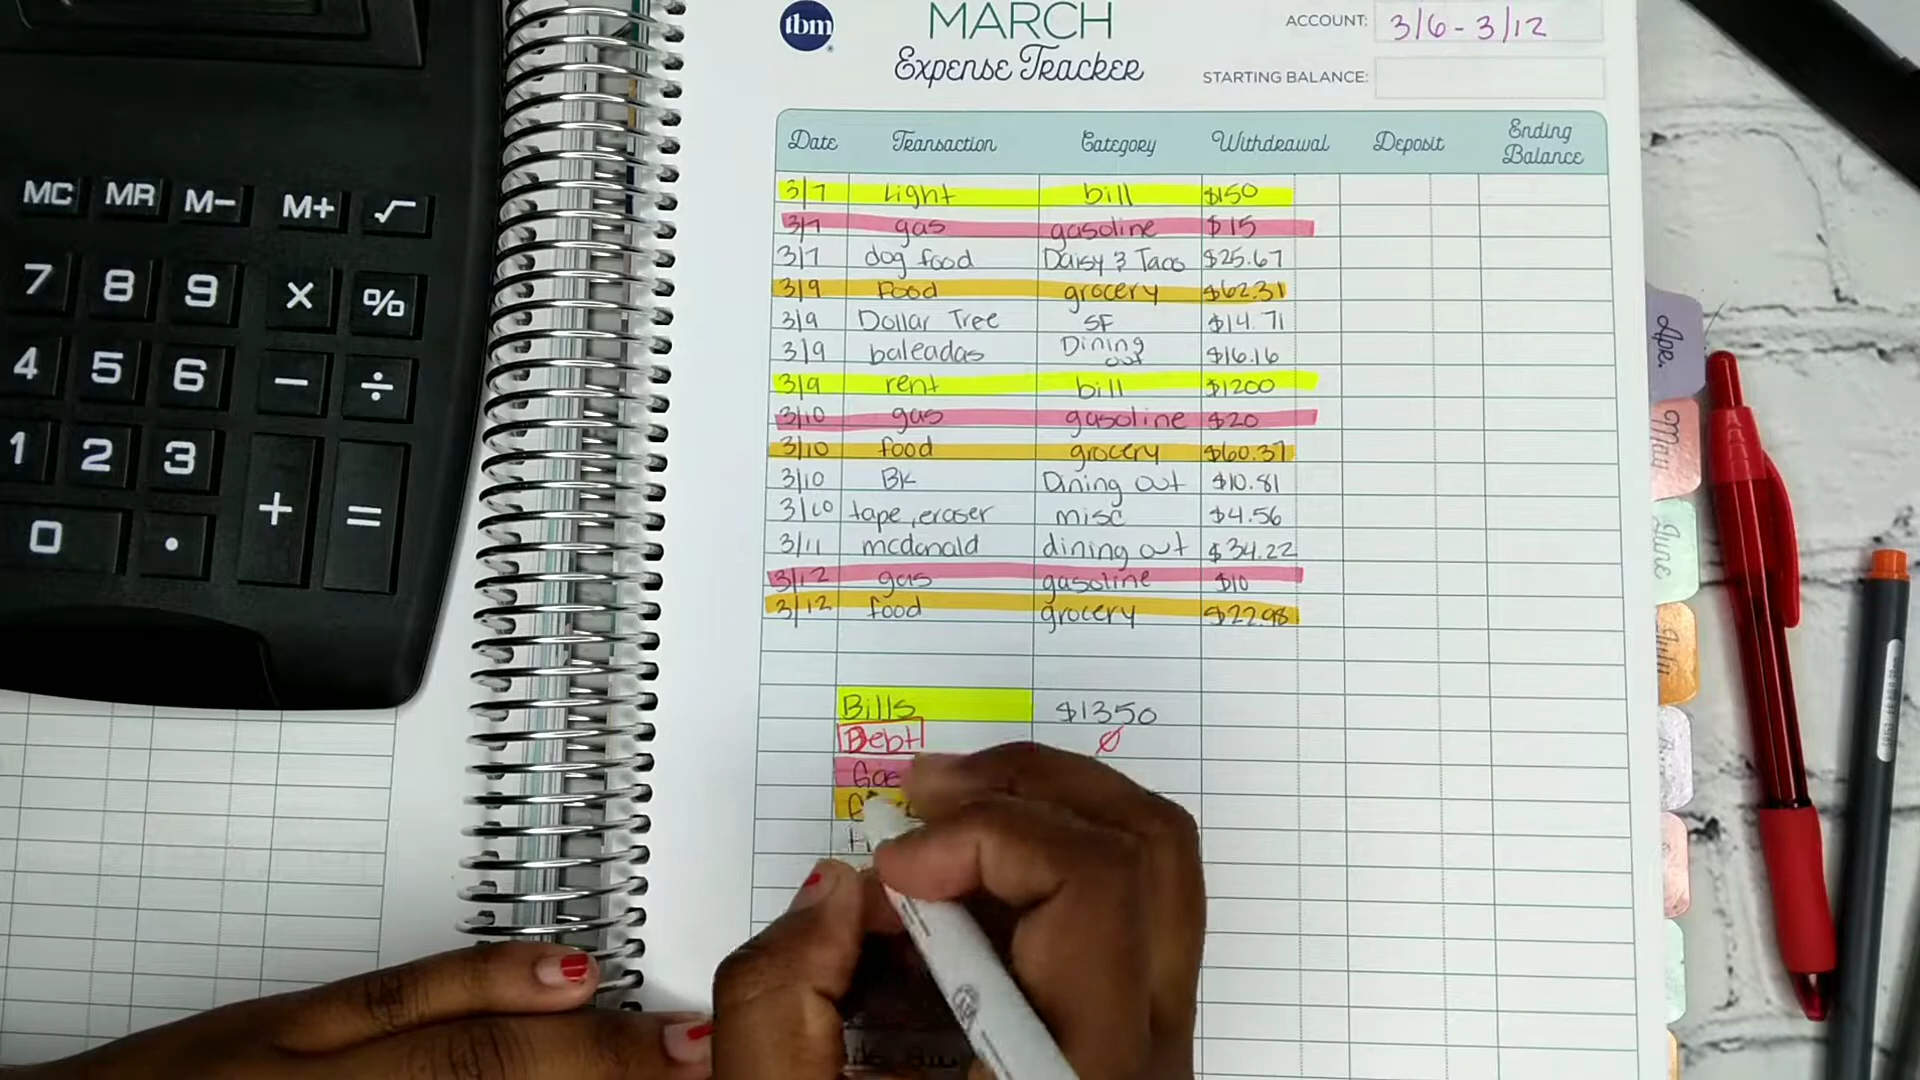 tbm
MARCH
Expense Tracker
ACCOUNT: 3/6 - 3/12
STARTING BALANCE:
Date Transaction Category Withdrawal Deposit Ending Balance
3/7 Light bill $150
3/7 gas gasoline $15
3/7 dog food Daisy & Taco $25.67
3/9 Food grocery $62.31
3/9 Dollar Tree SF $14.71
3/9 baleadas Dining out $16.16
3/9 rent bill $1200
3/10 gas gasoline $20
3/10 food grocery $60.37
3/10 BK Dining out $10.81
3/10 tape, eraser misc $4.56
3/11 mcdonald dining out $34.22
3/12 gas gasoline $10
3/12 food grocery $22.98
Bills $1350
Debt Ø
Gas
MC MR M− M+ √
7 8 9 × %
4 5 6 − ÷
1 2 3
0 . + =
Apr.
May
June
July